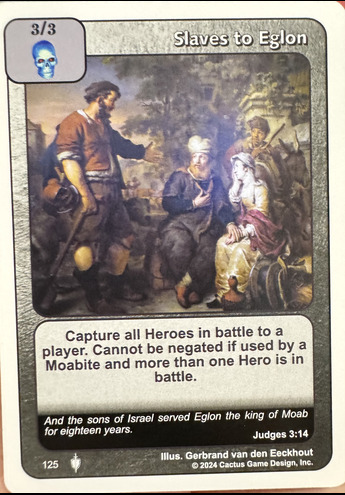 3/3
Slaves to Eglon
Capture all Heroes in battle to a
player. Cannot be negated if used by a
Moabite and more than one Hero is in
battle.
And the sons of Israel served Eglon the king of Moab
for eighteen years.
Judges 3:14
Illus. Gerbrand van den Eeckhout
125
© 2024 Cactus Game Design, Inc.